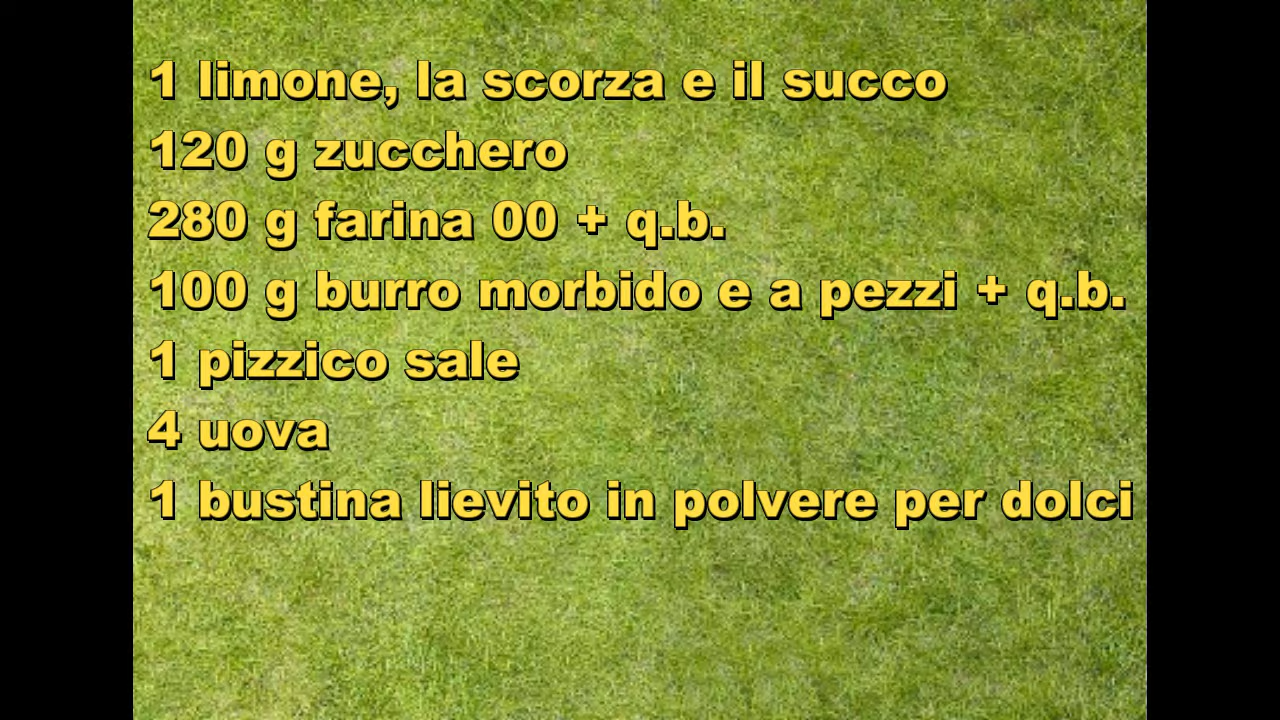 1 limone, la scorza e il succo
120 g zucchero
280 g farina 00 + q.b.
100 g burro morbido e a pezzi + q.b.
1 pizzico sale
4 uova
1 bustina lievito in polvere per dolci